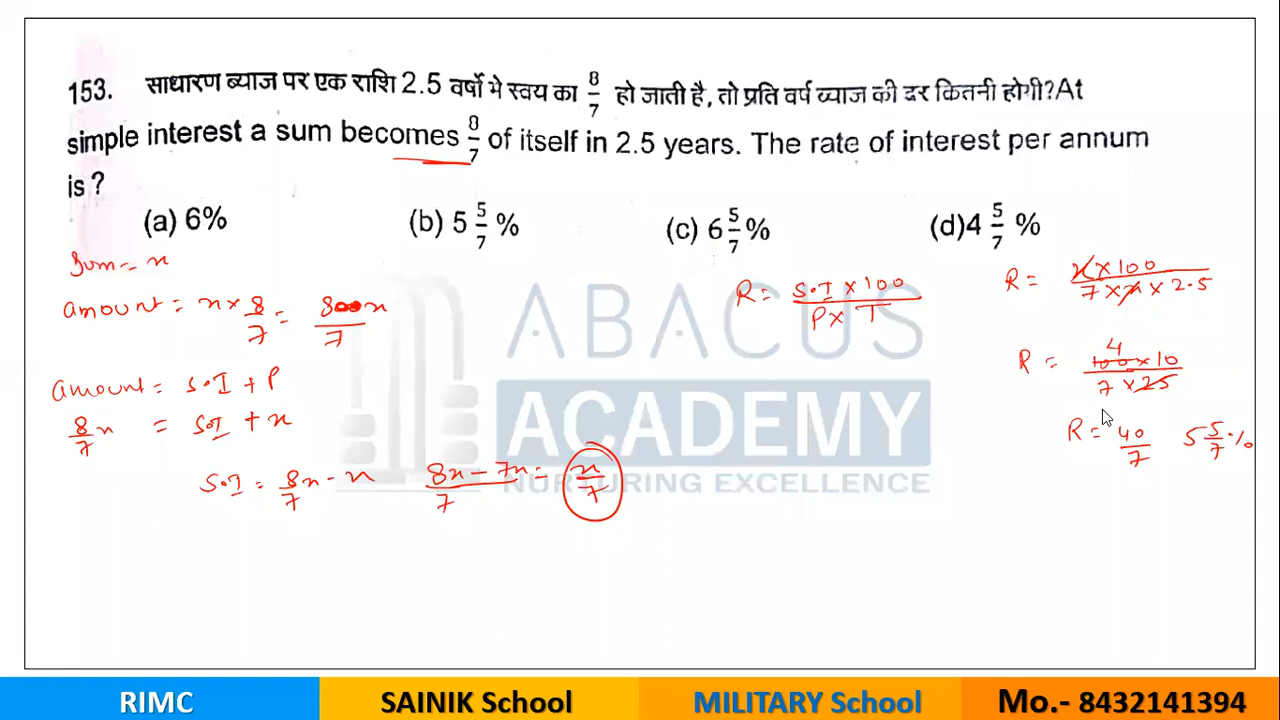 153. साधारण ब्याज पर एक राशि 2.5 वर्षो मे स्वय का 8/7 हो जाती है, तो प्रति वर्ष ब्याज की दर कितनी होगी?At
simple interest a sum becomes 8/7 of itself in 2.5 years. The rate of interest per annum
is ?
(a) 6% (b) 5 5/7 % (c) 6 5/7 % (d)4 5/7 %
Sum = x
amount = x × 8/7 = 8x/7
amount = S.I + P
8/7 x = S.I + x
S.I = 8/7 x - x 8x - 7x/7 = x/7
R = S.I × 100/P × T
R = x × 100/7 × x × 2.5
R = 4 100 × 10/7 × 25
R = 40/7 5 5/7 %
ABACUS
ACADEMY
NURTURING EXCELLENCE
RIMC SAINIK School MILITARY School Mo.- 8432141394